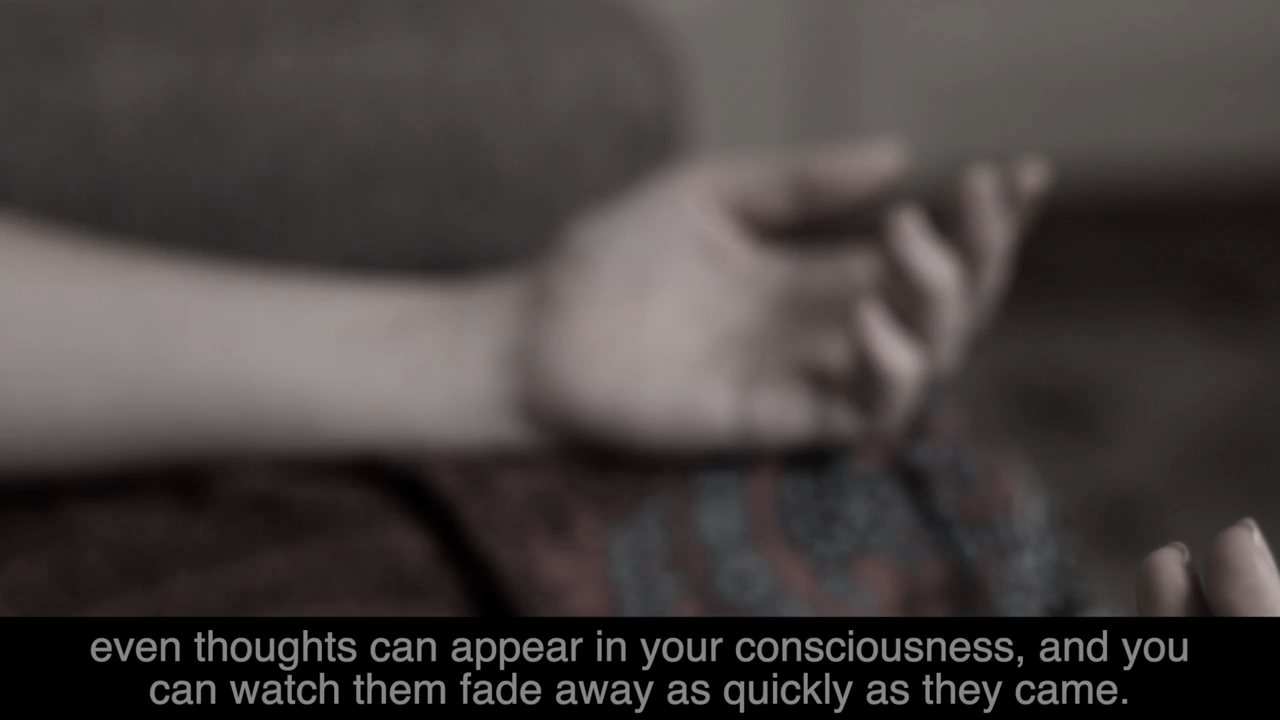 even thoughts can appear in your consciousness, and you
can watch them fade away as quickly as they came.